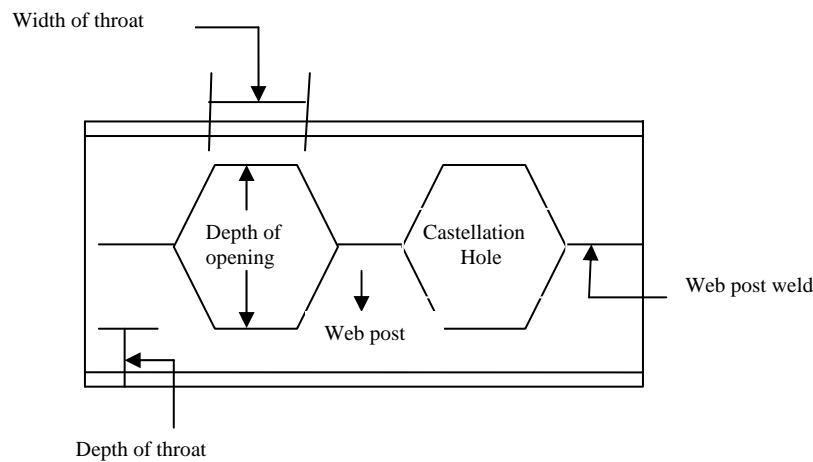 Width of throat
Depth of
opening
Castellation
Hole
Web post weld
Web post
Depth of throat